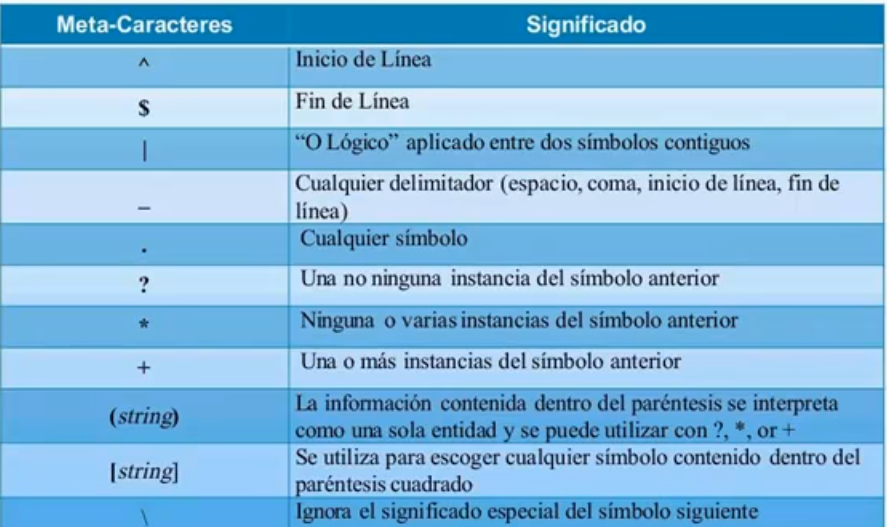 Meta-Caracteres Significado
^ Inicio de Línea
$ Fin de Línea
| “O Lógico” aplicado entre dos símbolos contiguos
_ Cualquier delimitador (espacio, coma, inicio de línea, fin de
línea)
. Cualquier símbolo
? Una no ninguna instancia del símbolo anterior
* Ninguna o varias instancias del símbolo anterior
+ Una o más instancias del símbolo anterior
(string) La información contenida dentro del paréntesis se interpreta
como una sola entidad y se puede utilizar con ?, *, or +
[string] Se utiliza para escoger cualquier símbolo contenido dentro del
paréntesis cuadrado
\ Ignora el significado especial del símbolo siguiente